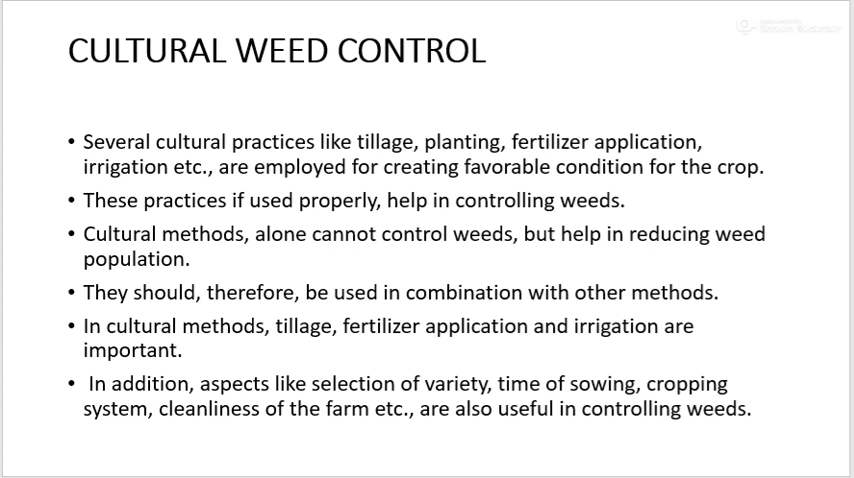 CULTURAL WEED CONTROL
• Several cultural practices like tillage, planting, fertilizer application,
irrigation etc., are employed for creating favorable condition for the crop.
• These practices if used properly, help in controlling weeds.
• Cultural methods, alone cannot control weeds, but help in reducing weed
population.
• They should, therefore, be used in combination with other methods.
• In cultural methods, tillage, fertilizer application and irrigation are
important.
• In addition, aspects like selection of variety, time of sowing, cropping
system, cleanliness of the farm etc., are also useful in controlling weeds.